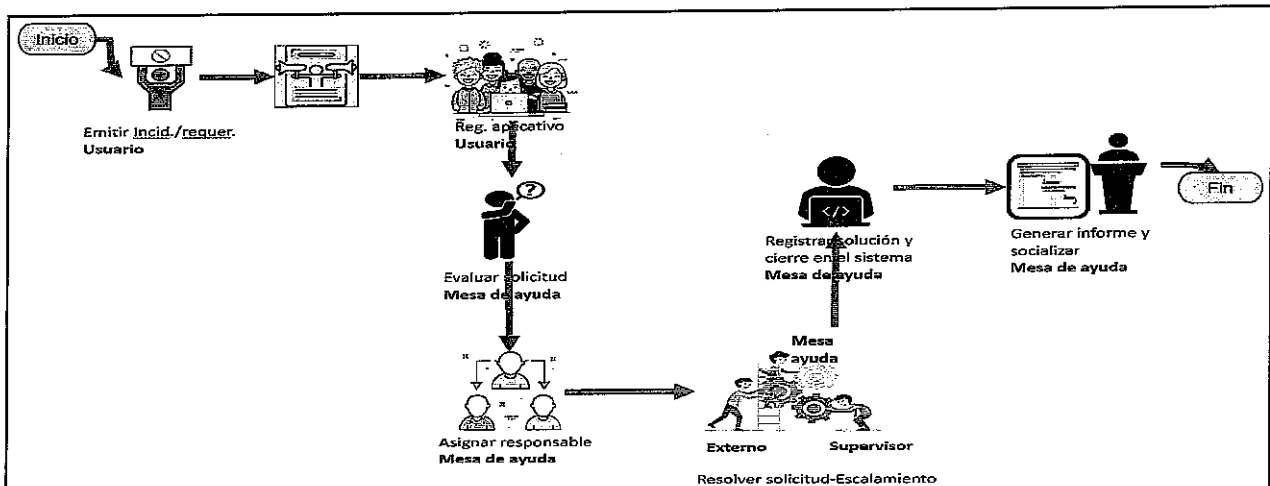 Inicio
Emitir Incid./requer.
Usuario
Reg. aplicativo
Usuario
Evaluar solicitud
Mesa de ayuda
Asignar responsable
Mesa de ayuda
Mesa
ayuda
Externo
Supervisor
Resolver solicitud-Escalamiento
Registrar solución y
cierre en el sistema
Mesa de ayuda
Generar informe y
socializar
Mesa de ayuda
Fin